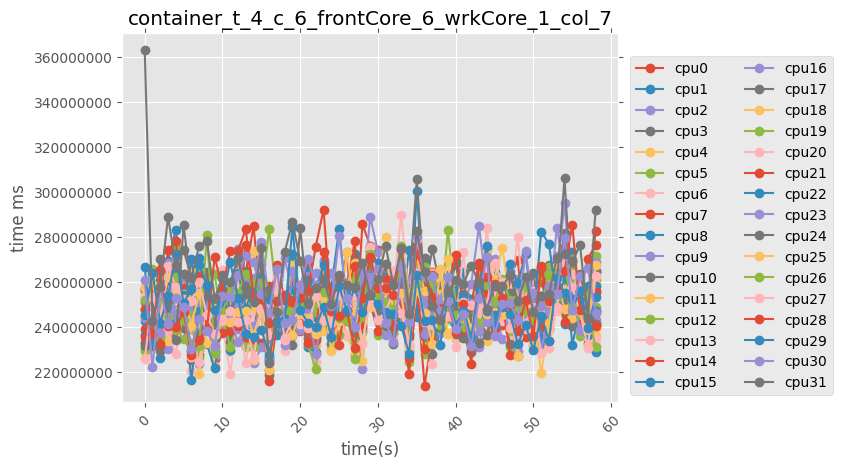 container_t_4_c_6_frontCore_6_wrkCore_1_col_7
time ms
360000000
340000000
320000000
300000000
280000000
260000000
240000000
220000000
0
10
20
30
40
50
60
time(s)
cpu0
cpu1
cpu2
cpu3
cpu4
cpu5
cpu6
cpu7
cpu8
cpu9
cpu10
cpu11
cpu12
cpu13
cpu14
cpu15
cpu16
cpu17
cpu18
cpu19
cpu20
cpu21
cpu22
cpu23
cpu24
cpu25
cpu26
cpu27
cpu28
cpu29
cpu30
cpu31